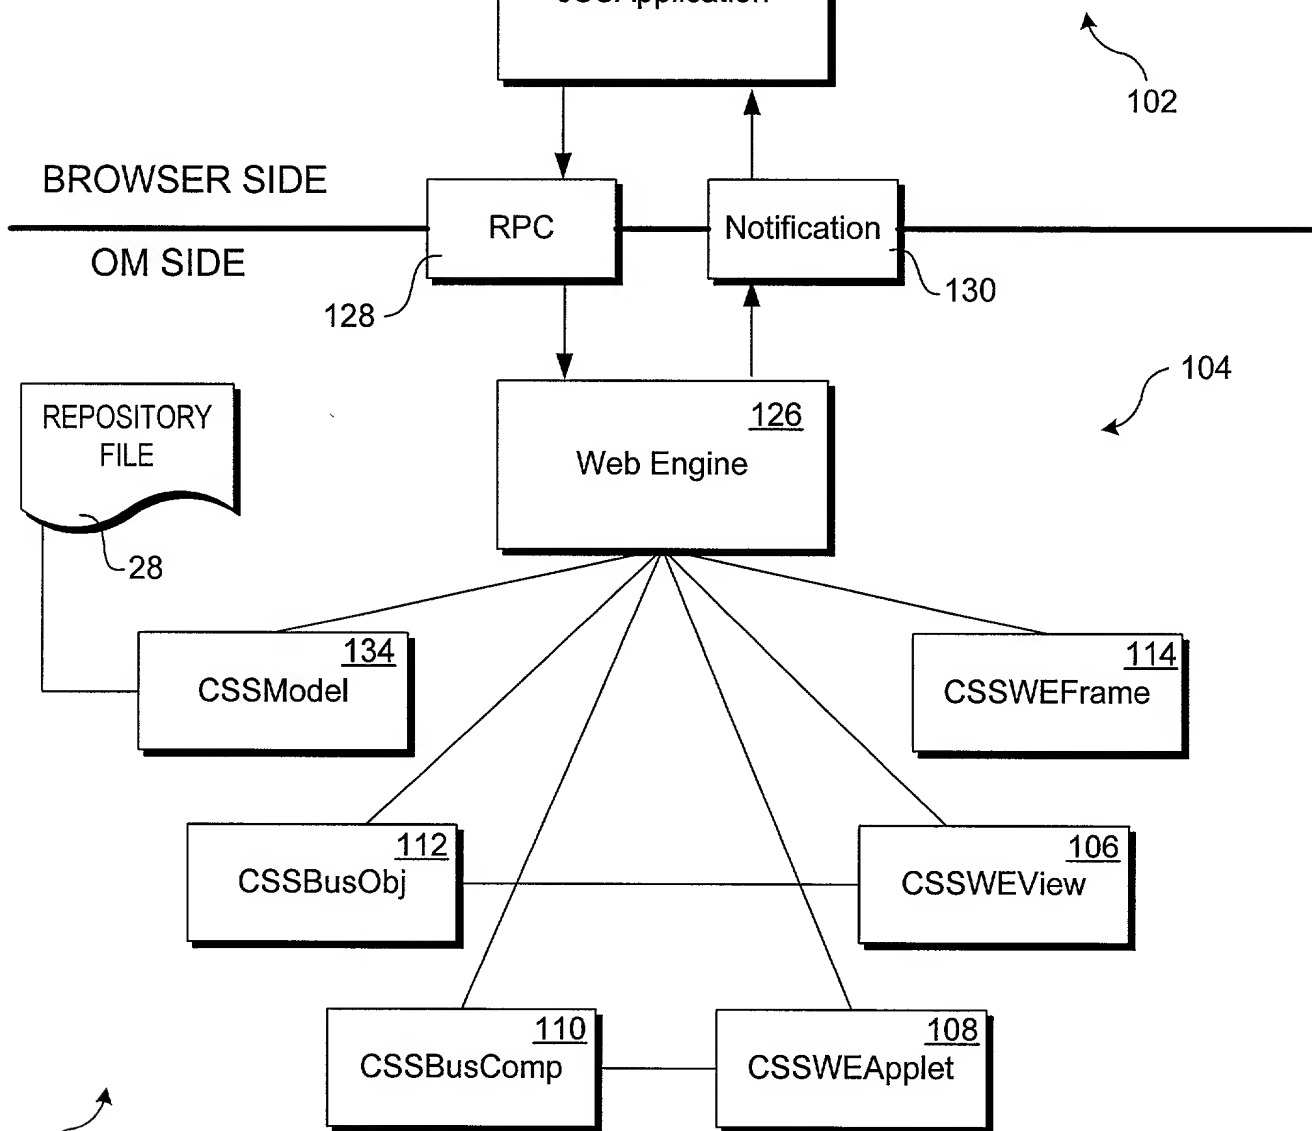 102
BROWSER SIDE
RPC
Notification
OM SIDE
128
130
104
REPOSITORY
FILE
126
Web Engine
28
134
CSSModel
114
CSSWEFrame
112
CSSBusObj
106
CSSWEView
110
CSSBusComp
108
CSSWEApplet